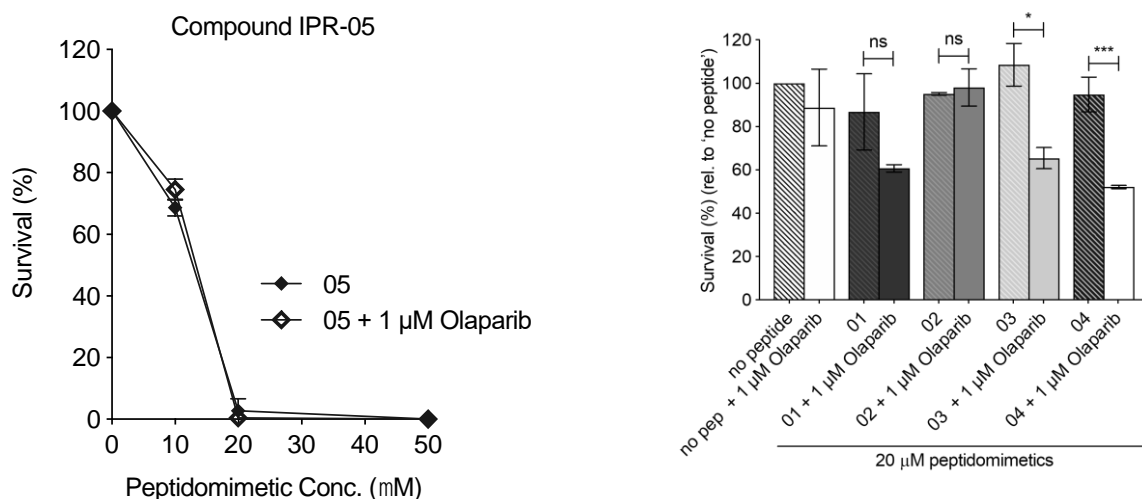 Compound IPR-05
Survival (%)
120
100
80
60
40
20
0
05
05 + 1 µM Olaparib
0 10 20 30 40 50
Peptidomimetic Conc. (mM)
Survival (%) (rel. to 'no peptide')
120
100
80
60
40
20
0
ns
ns
*
***
no peptide
no pep + 1 µM Olaparib
01
01 + 1 µM Olaparib
02
02 + 1 µM Olaparib
03
03 + 1 µM Olaparib
04
04 + 1 µM Olaparib
20 µM peptidomimetics